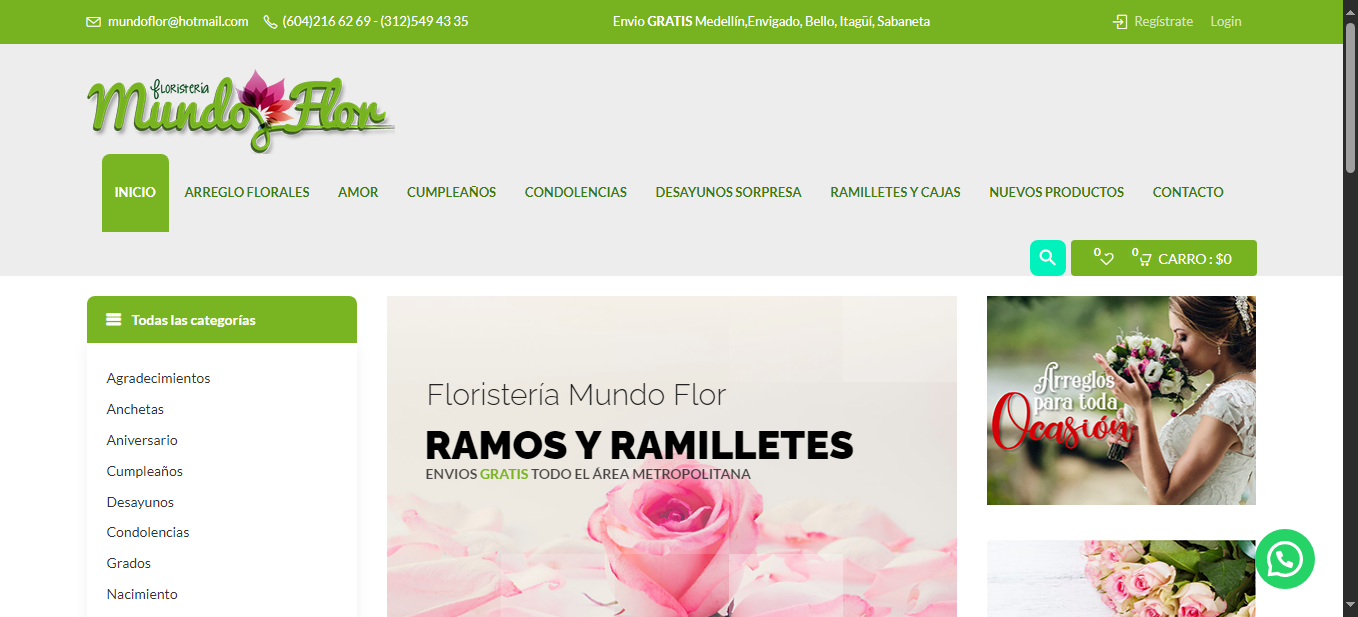 mundoflor@hotmail.com (604)216 62 69 - (312)549 43 35 Envio GRATIS Medellín,Envigado, Bello, Itagüí, Sabaneta Regístrate Login
floristería
Mundo Flor
INICIO ARREGLO FLORALES AMOR CUMPLEAÑOS CONDOLENCIAS DESAYUNOS SORPRESA RAMILLETES Y CAJAS NUEVOS PRODUCTOS CONTACTO
0 0 CARRO : $0
Todas las categorías
Agradecimientos
Anchetas
Aniversario
Cumpleaños
Desayunos
Condolencias
Grados
Nacimiento
Floristería Mundo Flor
RAMOS Y RAMILLETES
ENVIOS GRATIS TODO EL ÁREA METROPOLITANA
Arreglos
para toda
Ocasión